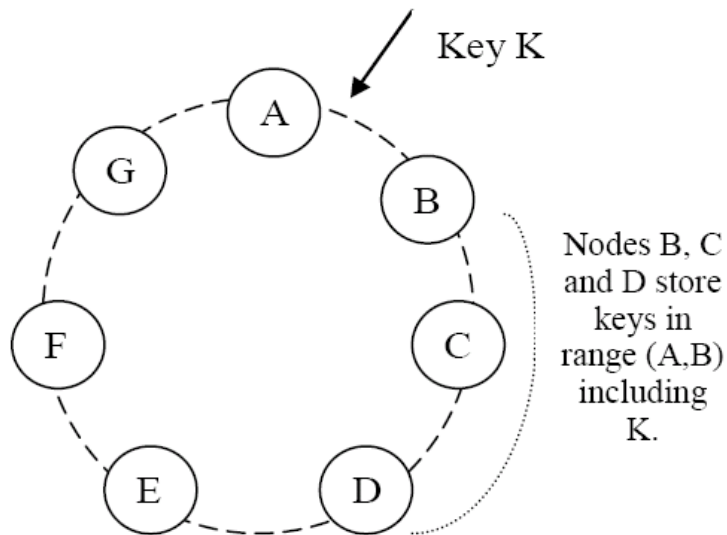 Key K
A
G
B
Nodes B, C
and D store
keys in
range (A,B)
including
K.
F
C
E
D